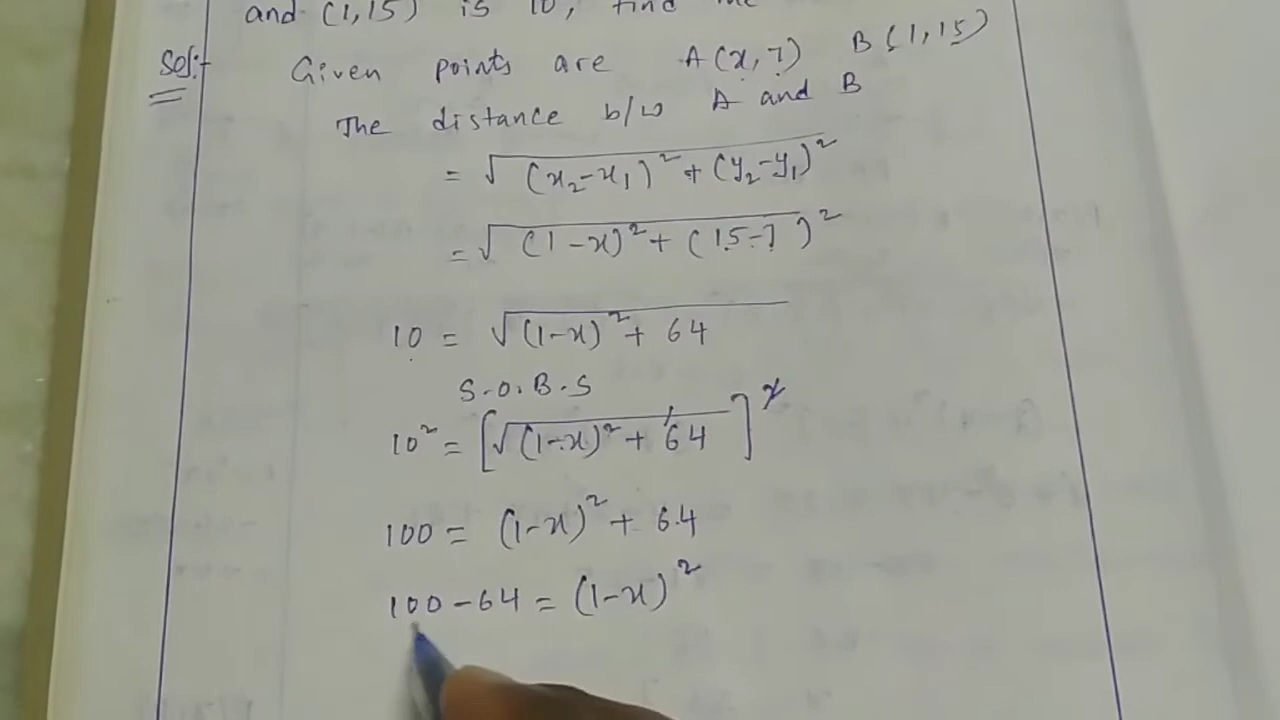 and (1,15) is 10, find the
Sol:- Given points are A(x,7) B(1,15)
The distance b/w A and B
= √(x₂-x₁)² + (y₂-y₁)²
= √(1-x)² + (15-7)²
10 = √(1-x)² + 64
S.O.B.S
10² = [√(1-x)² + 64]²
100 = (1-x)² + 64
100-64 = (1-x)²